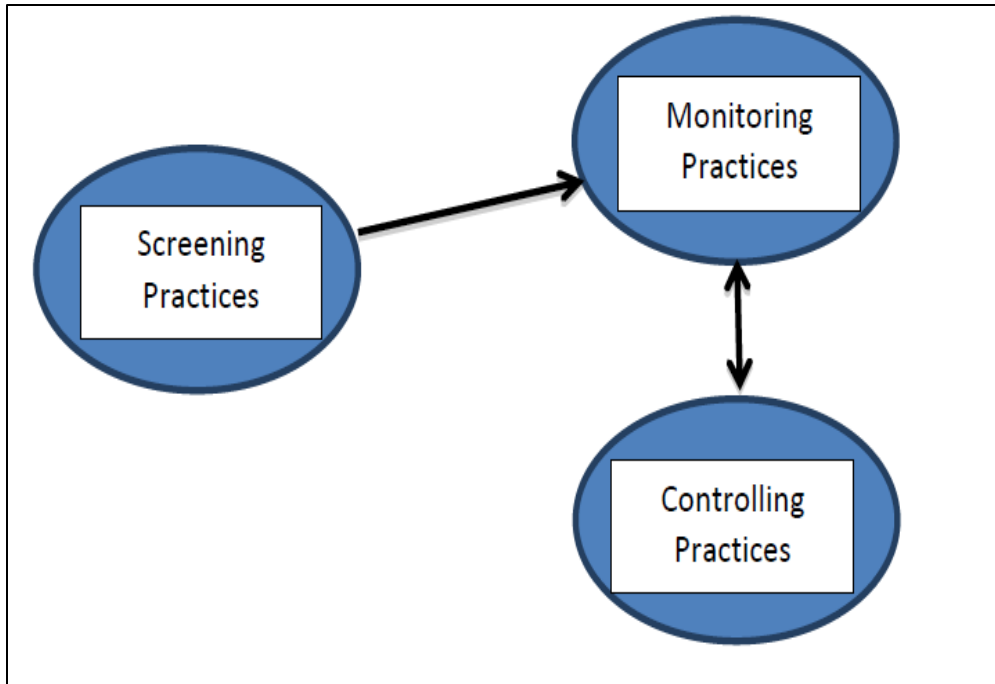 Screening
Practices
Monitoring
Practices
Controlling
Practices